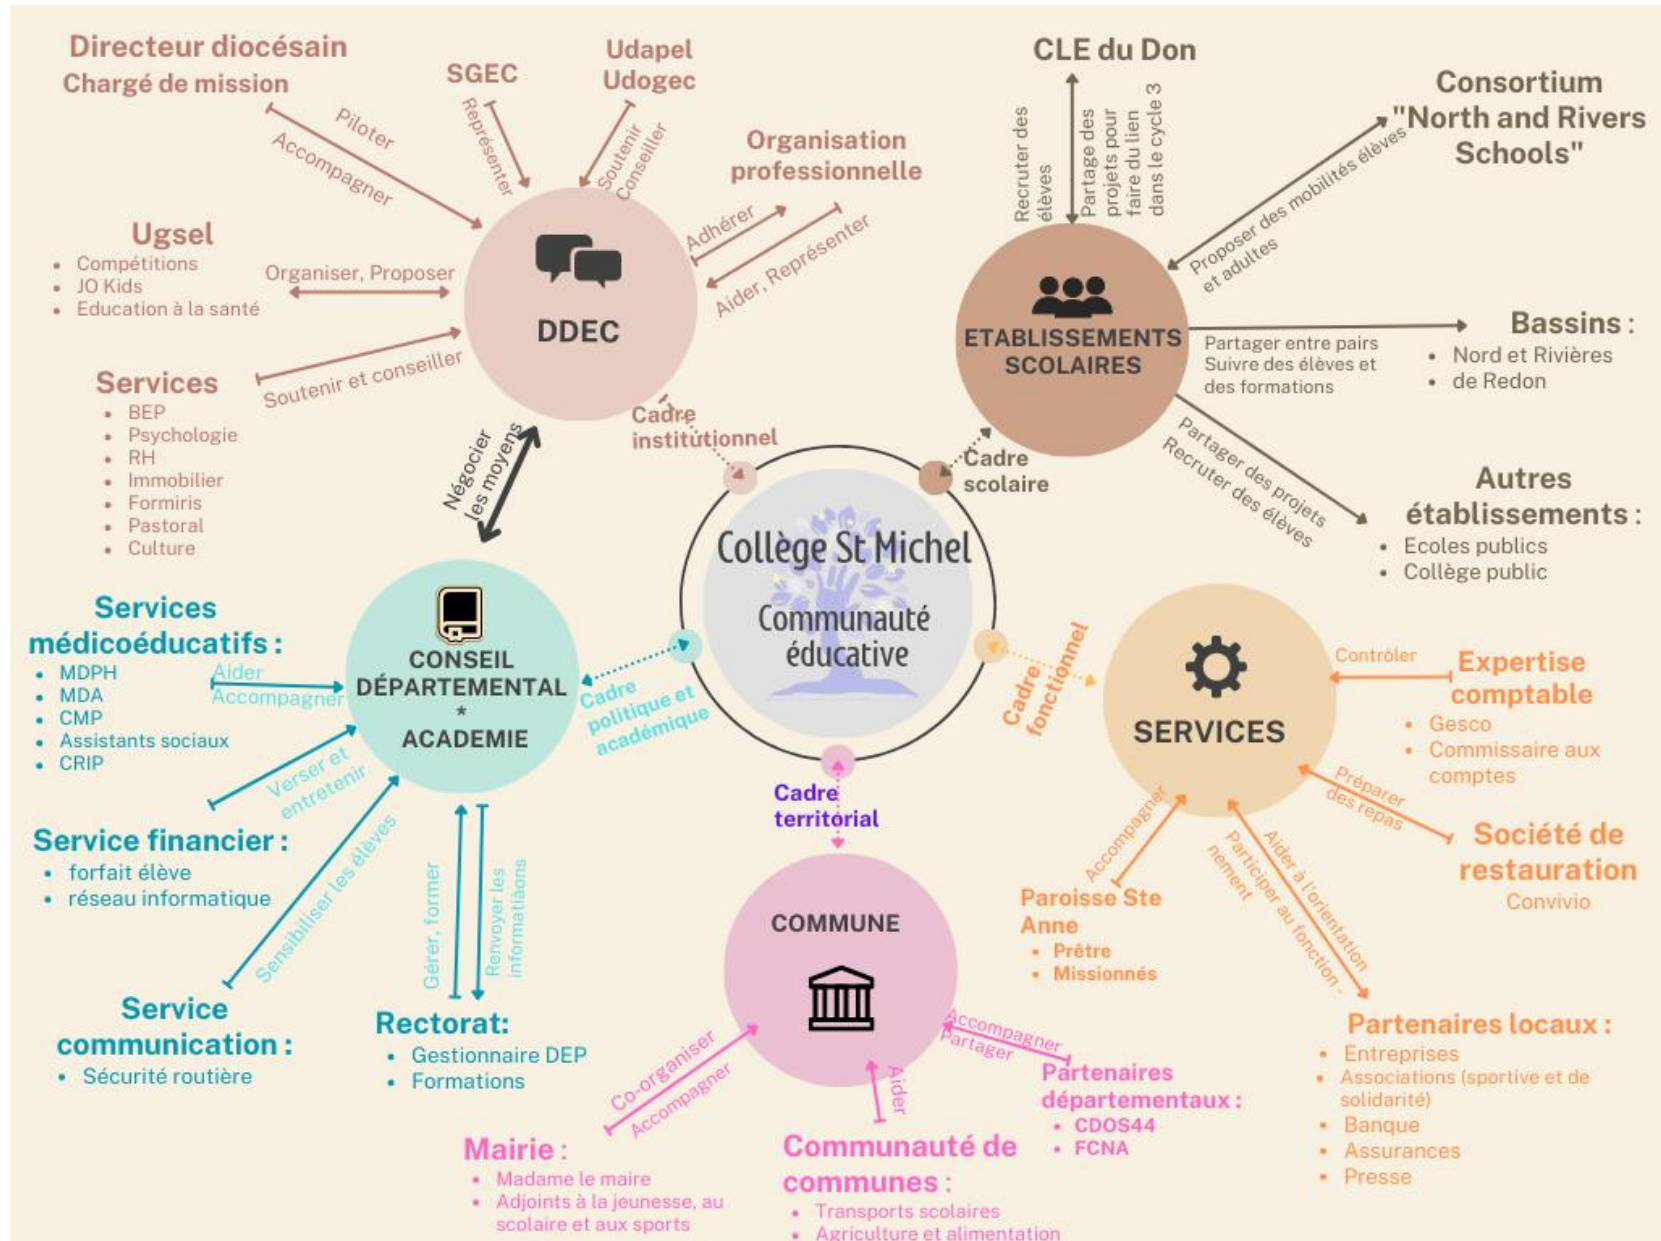 Directeur diocésain
Chargé de mission
Piloter
Accompagner
SGEC
Représenter
Udapel
Udogec
Soutenir
Conseiller
Organisation
professionnelle
Adhérer
Aider, Représenter
Ugsel
• Compétitions
• JO Kids
• Education à la santé
Organiser, Proposer
Services
• BEP
• Psychologie
• RH
• Immobilier
• Formiris
• Pastoral
• Culture
Soutenir et conseiller
DDEC
Négocier
les moyens
Cadre
institutionnel
CLE du Don
Recruter des
élèves
Partage des
projets pour
faire du lien
dans le cycle 3
Consortium
"North and Rivers
Schools"
Proposer des mobilités élèves
et adultes
ETABLISSEMENTS
SCOLAIRES
Bassins :
• Nord et Rivières
• de Redon
Partager entre pairs
Suivre des élèves et
des formations
Partager des projets
Recruter des élèves
Autres
établissements :
• Ecoles publics
• Collège public
Cadre
scolaire
Collège St Michel
Communauté
éducative
Services
médicoéducatifs :
• MDPH
• MDA
• CMP
• Assistants sociaux
• CRIP
Aider
Accompagner
CONSEIL
DÉPARTEMENTAL
*
ACADEMIE
Cadre
politique et
académique
Verser et
entretenir
Service financier :
• forfait élève
• réseau informatique
Sensibiliser les élèves
Service
communication :
• Sécurité routière
Gérer, former
Renvoyer les
informatiàons
Rectorat:
• Gestionnaire DEP
• Formations
Cadre
territorial
COMMUNE
Co-organiser
Accompagner
Mairie :
• Madame le maire
• Adjoints à la jeunesse, au
scolaire et aux sports
Aider
Communauté de
communes :
• Transports scolaires
• Agriculture et alimentation
Accompagner
Partager
Partenaires
départementaux :
• CDOS44
• FCNA
Cadre
fonctionnel
SERVICES
Contrôler
Expertise
comptable
• Gesco
• Commissaire aux
comptes
Préparer
des repas
Société de
restauration
Convivio
Accompagner
Paroisse Ste
Anne
• Prêtre
• Missionnés
Aider à l'orientation
Participer au fonction -
nement
Partenaires locaux :
• Entreprises
• Associations (sportive et de
solidarité)
• Banque
• Assurances
• Presse